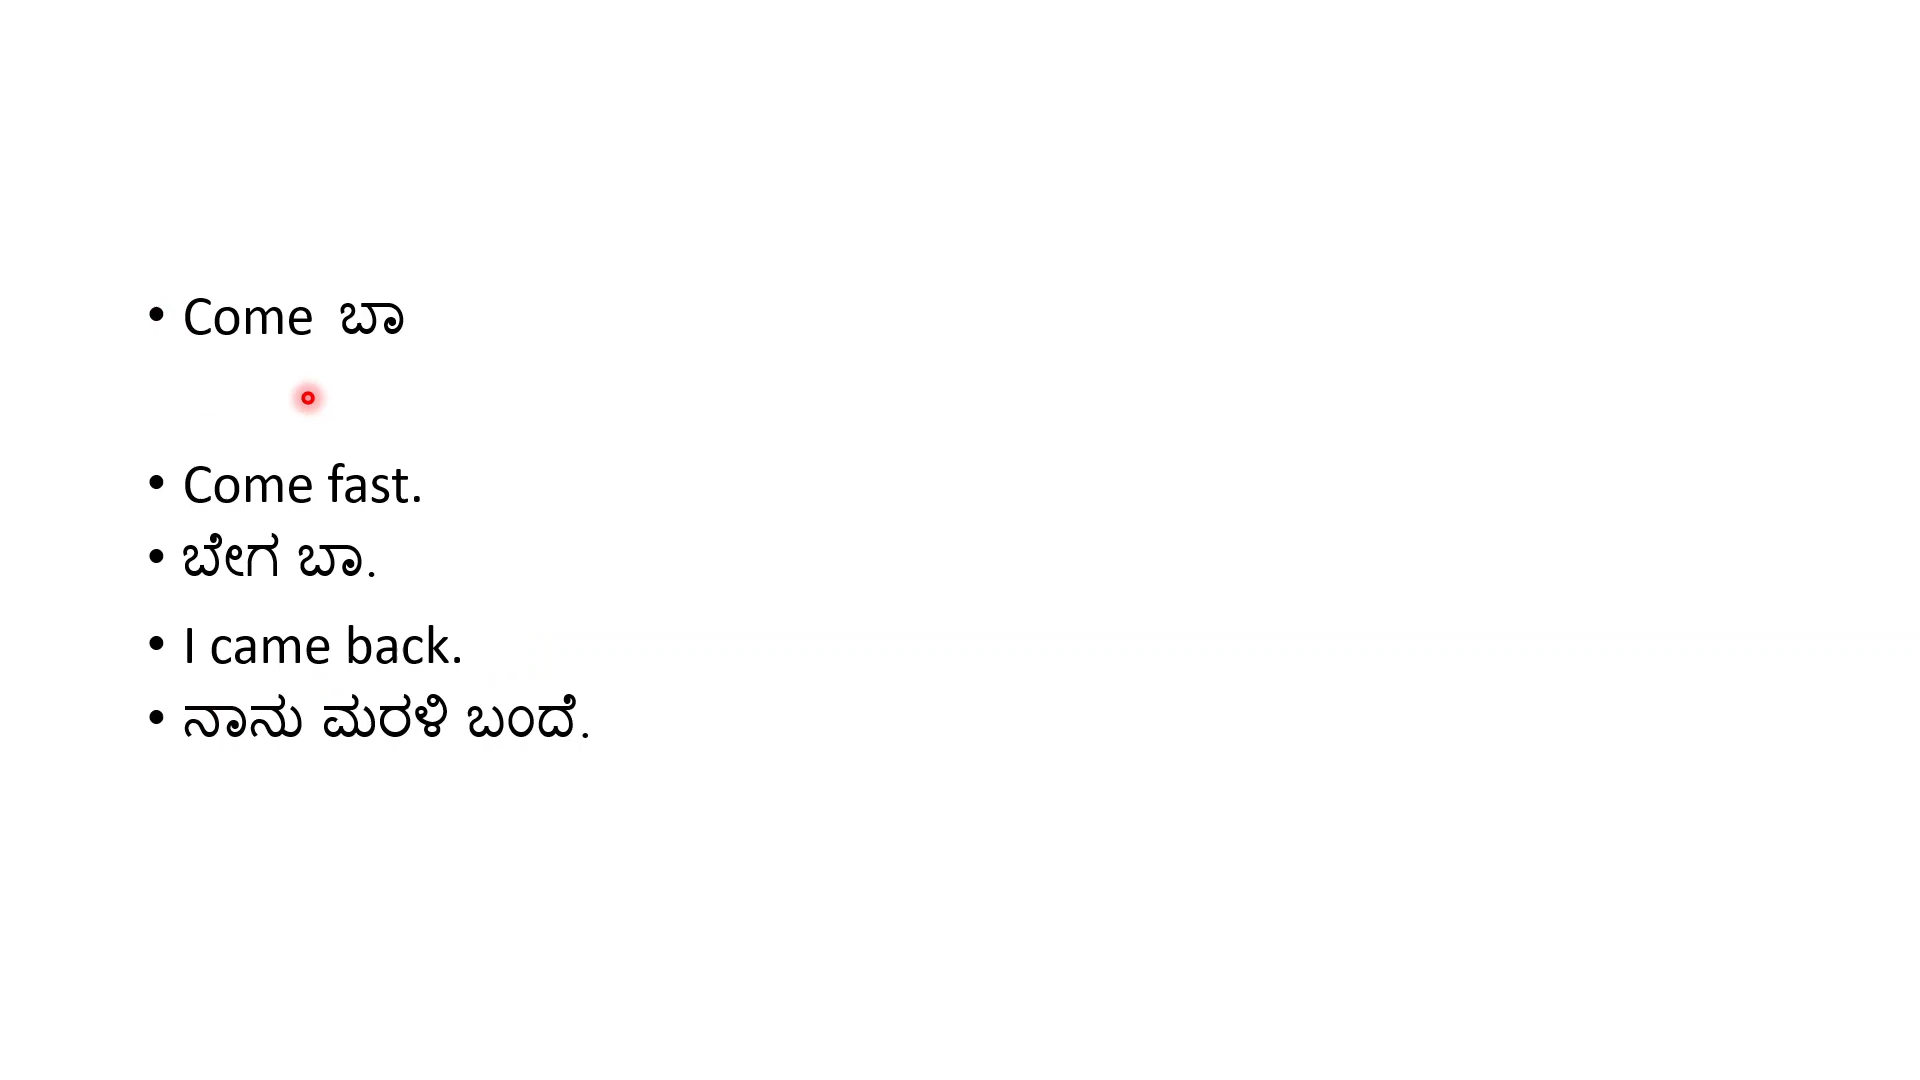 • Come ಬಾ
• Come fast.
• ಬೇಗ ಬಾ.
• I came back.
• ನಾನು ಮರಳಿ ಬಂದೆ.